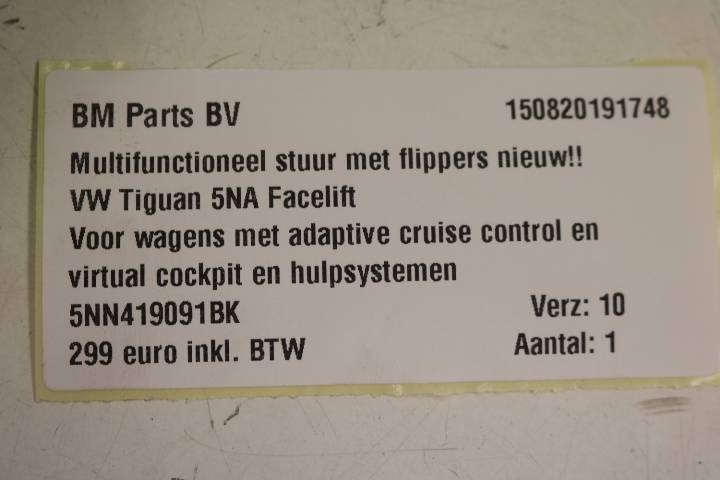 BM Parts BV 150820191748
Multifunctioneel stuur met flippers nieuw!!
VW Tiguan 5NA Facelift
Voor wagens met adaptive cruise control en
virtual cockpit en hulpsystemen
5NN419091BK Verz: 10
299 euro inkl. BTW Aantal: 1